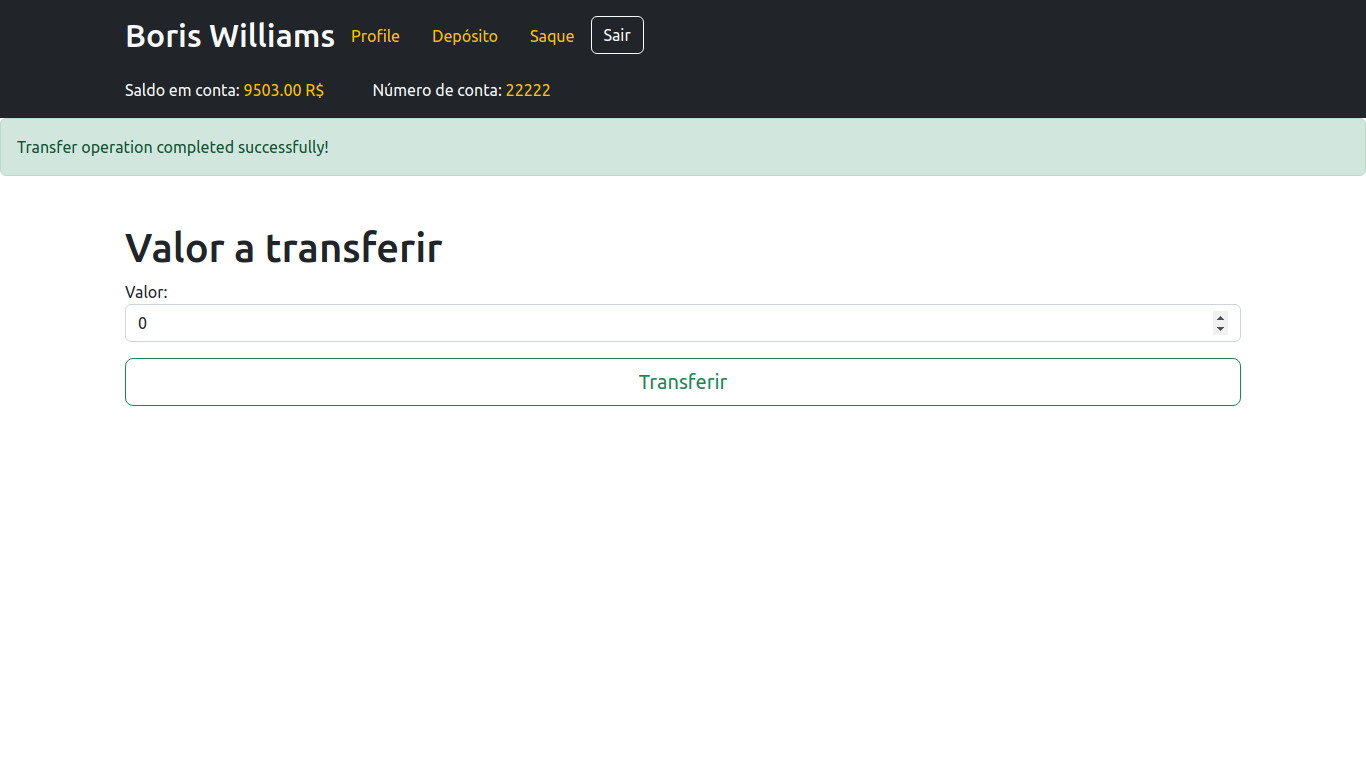 Boris Williams Profile Depósito Saque Sair
Saldo em conta: 9503.00 R$ Número de conta: 22222
Transfer operation completed successfully!
Valor a transferir
Valor:
0
Transferir